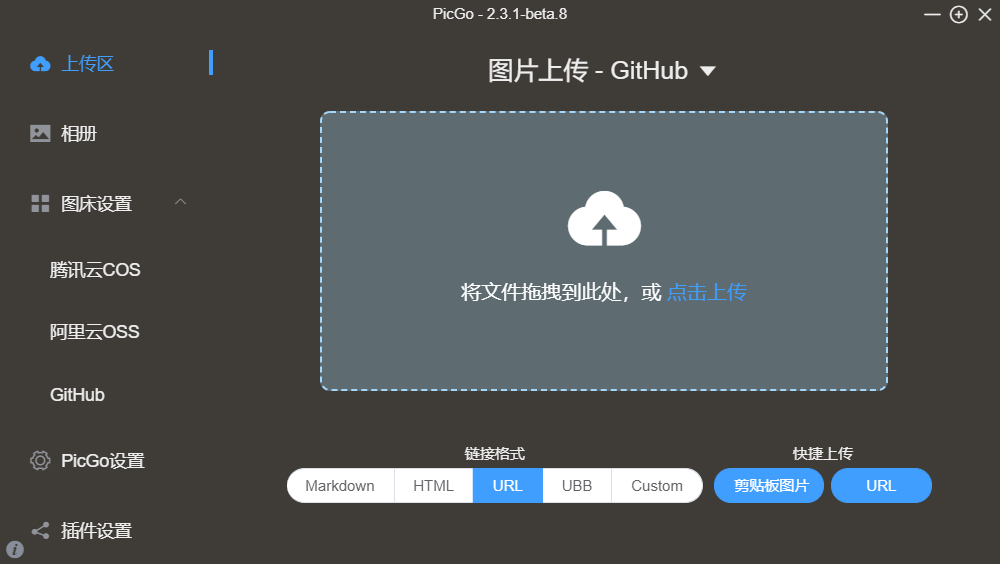 PicGo - 2.3.1-beta.8
上传区
相册
图床设置
腾讯云COS
阿里云OSS
GitHub
PicGo设置
插件设置
图片上传 - GitHub
将文件拖拽到此处，或 点击上传
链接格式
Markdown HTML URL UBB Custom
快捷上传
剪贴板图片 URL